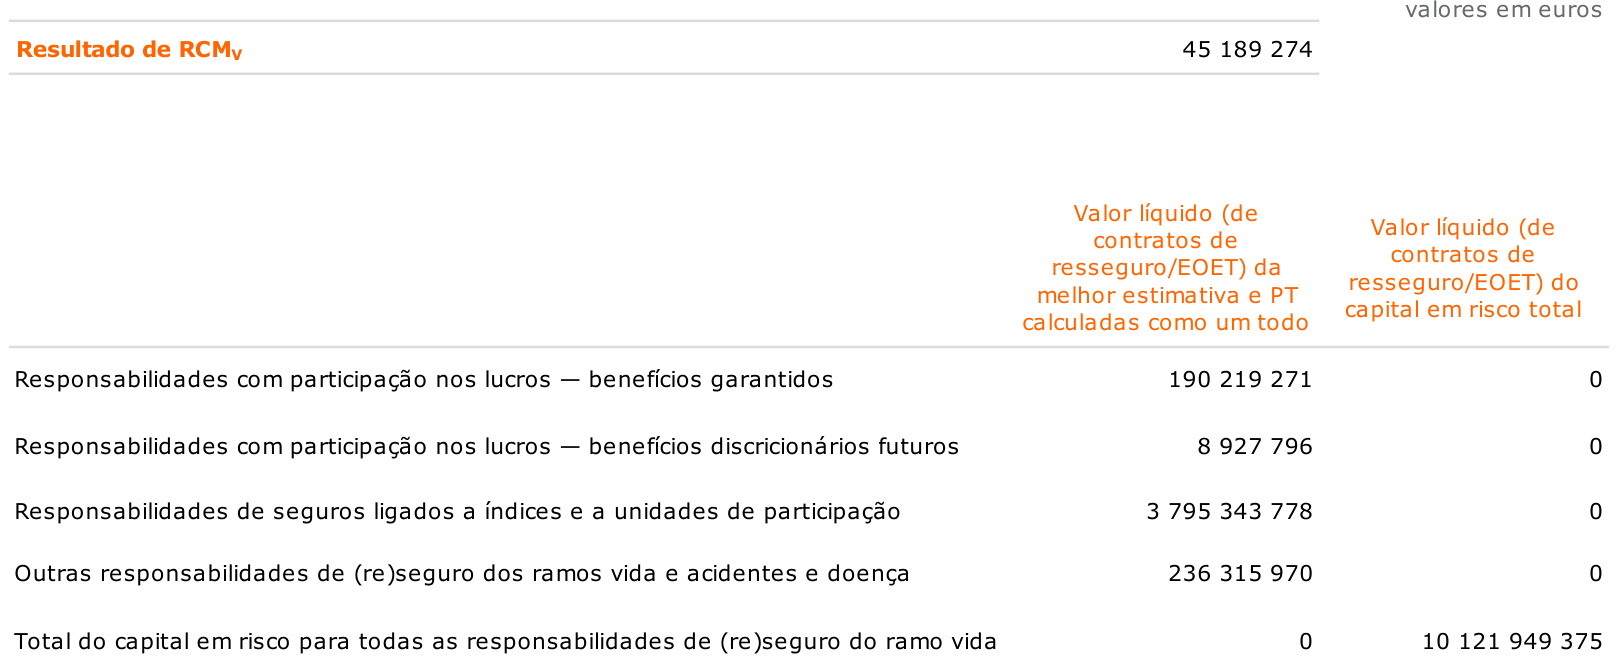 valores em euros
Resultado de RCMV 45 189 274
Valor líquido (de
contratos de
resseguro/EOET) da
melhor estimativa e PT
calculadas como um todo
Valor líquido (de
contratos de
resseguro/EOET) do
capital em risco total
Responsabilidades com participação nos lucros — benefícios garantidos 190 219 271 0
Responsabilidades com participação nos lucros — benefícios discricionários futuros 8 927 796 0
Responsabilidades de seguros ligados a índices e a unidades de participação 3 795 343 778 0
Outras responsabilidades de (re)seguro dos ramos vida e acidentes e doença 236 315 970 0
Total do capital em risco para todas as responsabilidades de (re)seguro do ramo vida 0 10 121 949 375